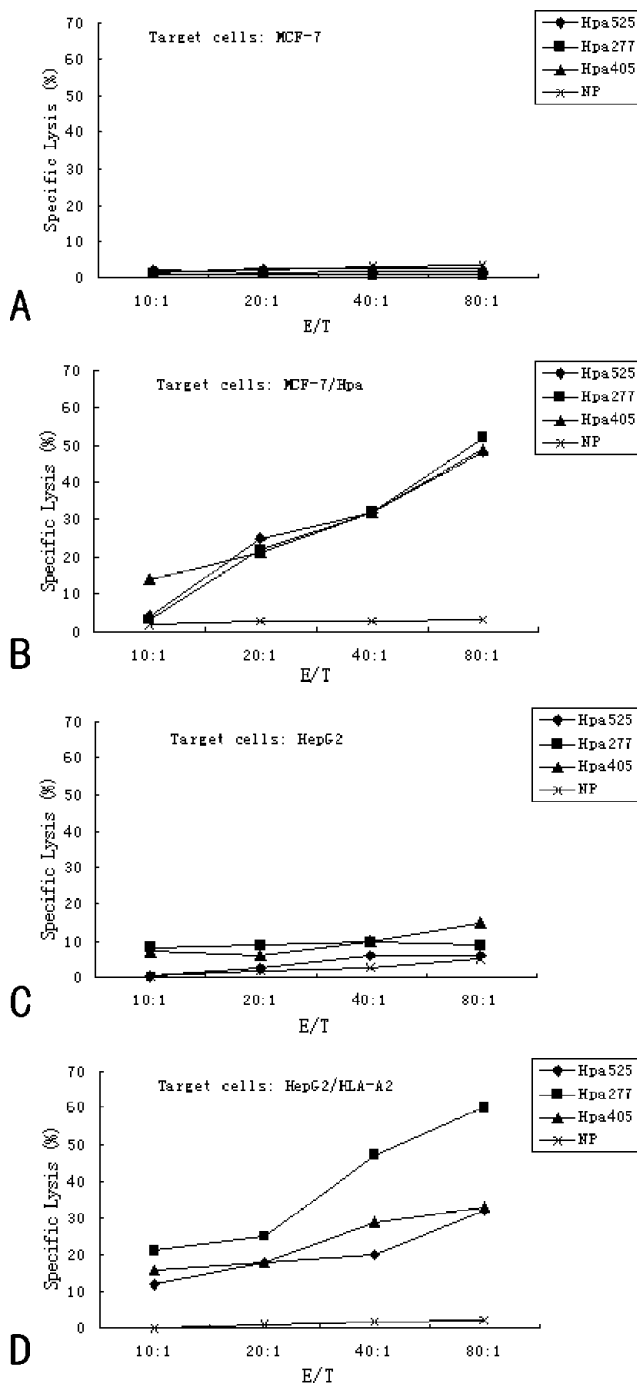 Target cells: MCF-7
Hpa525
Hpa277
Hpa405
NP
Specific Lysis (%)
70
60
50
40
30
20
10
0
10:1 20:1 40:1 80:1
E/T
A
Target cells: MCF-7/Hpa
Hpa525
Hpa277
Hpa405
NP
Specific Lysis (%)
70
60
50
40
30
20
10
0
10:1 20:1 40:1 80:1
E/T
B
Target cells: HepG2
Hpa525
Hpa277
Hpa405
NP
Specific Lysis (%)
70
60
50
40
30
20
10
0
10:1 20:1 40:1 80:1
E/T
C
Target cells: HepG2/HLA-A2
Hpa525
Hpa277
Hpa405
NP
Specific Lysis (%)
70
60
50
40
30
20
10
0
10:1 20:1 40:1 80:1
E/T
D